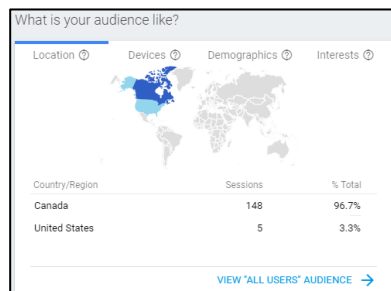 What is your audience like?
Location Devices Demographics Interests
Country/Region Sessions % Total
Canada 148 96.7%
United States 5 3.3%
VIEW "ALL USERS" AUDIENCE